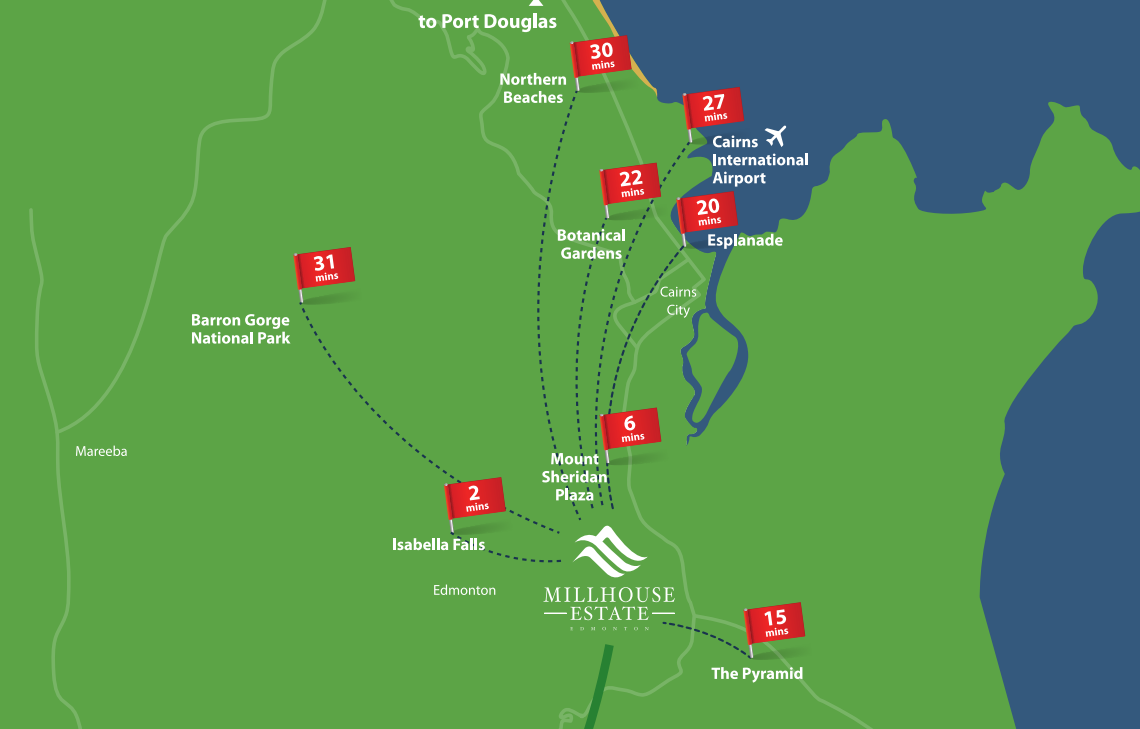 to Port Douglas
30
mins
Northern
Beaches
27
mins
Cairns
International
Airport
22
mins
20
mins
Botanical
Gardens
Esplanade
31
mins
Cairns
City
Barron Gorge
National Park
6
mins
Mareeba
Mount
Sheridan
Plaza
2
mins
Isabella Falls
Edmonton
MILLHOUSE
ESTATE
EDMONTON
15
mins
The Pyramid